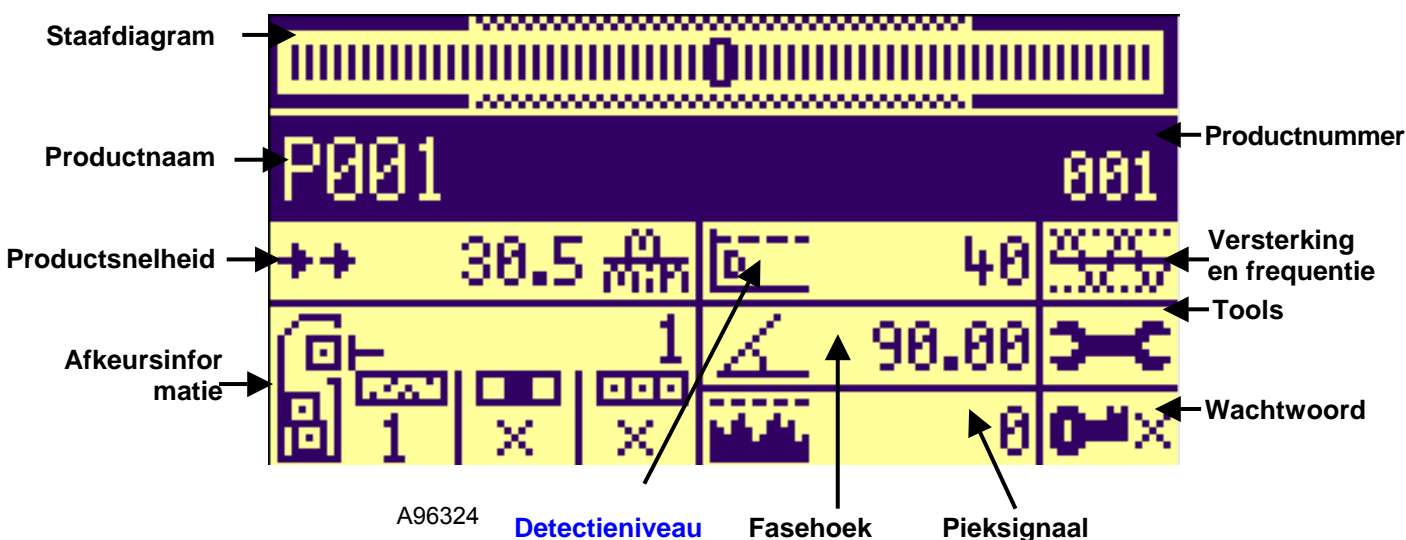 Staafdiagram
Productnaam
P001
001
Productnummer
Productsnelheid
30.5 M/MIN
40
Versterking
en frequentie
Tools
Afkeursinfor
matie
1
90.00
1
X
X
0
X
Wachtwoord
A96324
Detectieniveau
Fasehoek
Pieksignaal